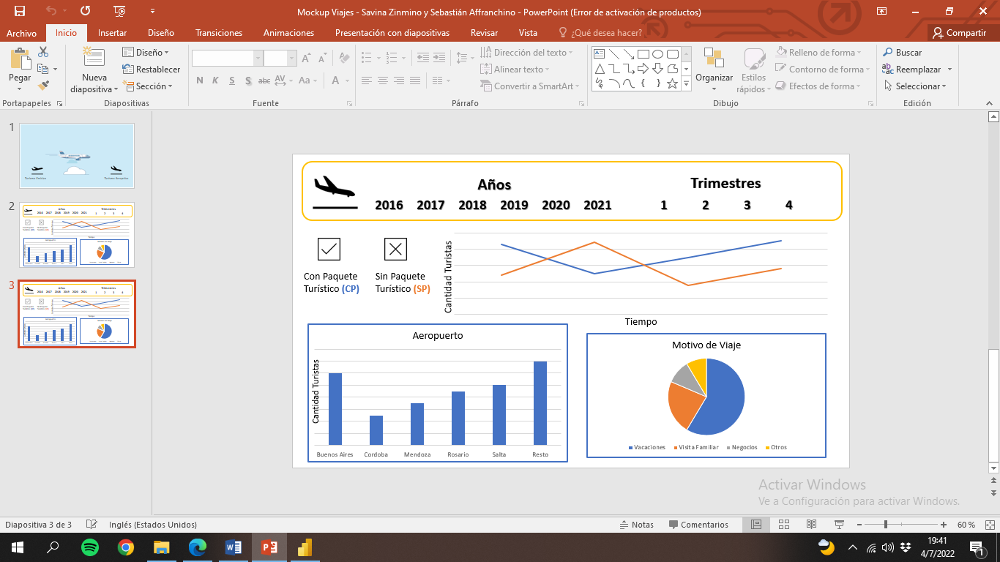 Mockup Viajes - Savina Zinmino y Sebastián Affranchino - PowerPoint (Error de activación de productos)
Archivo Inicio Insertar Diseño Transiciones Animaciones Presentación con diapositivas Revisar Vista ¿Qué desea hacer? Compartir
Pegar
Nueva diapositiva
Diseño
Restablecer
Sección
N K S S abc AV Aa A
Dirección del texto
Alinear texto
Convertir a SmartArt
Organizar
Estilos rápidos
Relleno de forma
Contorno de forma
Efectos de forma
Buscar
Reemplazar
Seleccionar
Portapapeles Diapositivas Fuente Párrafo Dibujo Edición
1
2
3
Años Trimestres
2016 2017 2018 2019 2020 2021 1 2 3 4
Con Paquete
Turístico (CP)
Sin Paquete
Turístico (SP)
Cantidad Turistas
Tiempo
Aeropuerto
Cantidad Turistas
Buenos Aires Cordoba Mendoza Rosario Salta Resto
Motivo de Viaje
Vacaciones Visita Familiar Negocios Otros
Activar Windows
Ve a Configuración para activar Windows.
Diapositiva 3 de 3 Inglés (Estados Unidos) Notas Comentarios 60 %
19:41
4/7/2022
1